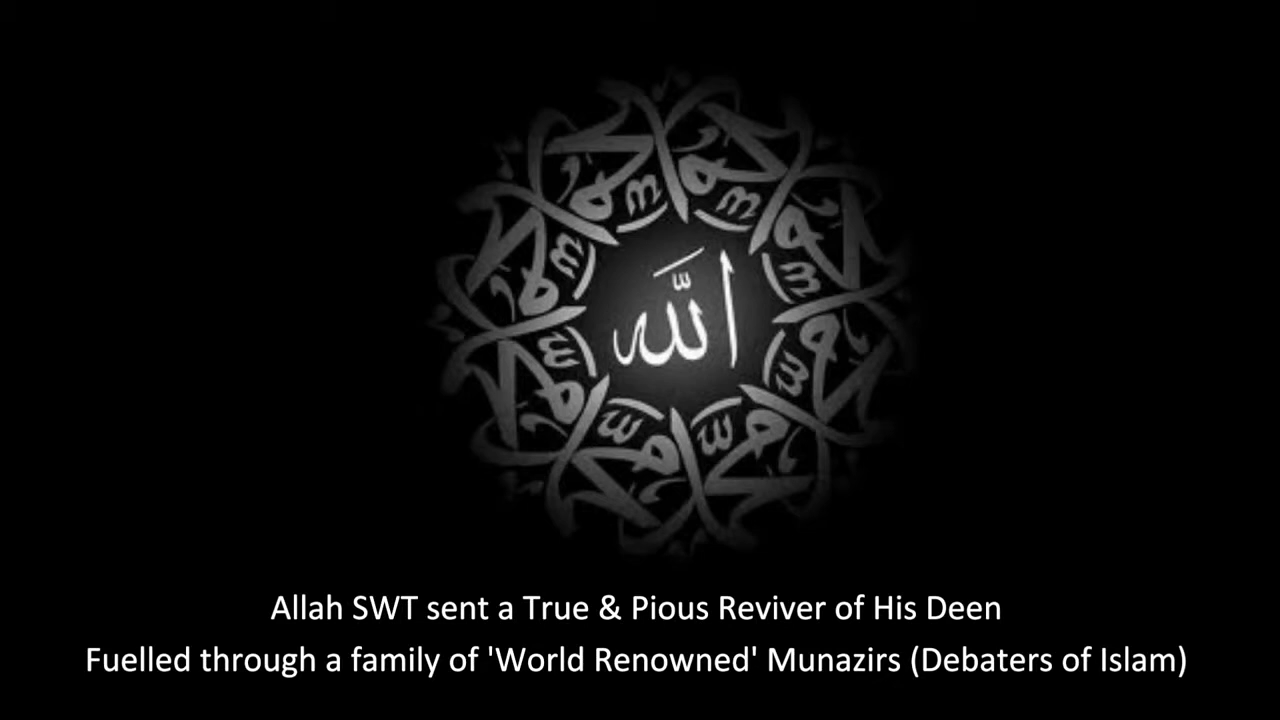 الله
Allah SWT sent a True & Pious Reviver of His Deen
Fuelled through a family of 'World Renowned' Munazirs (Debaters of Islam)